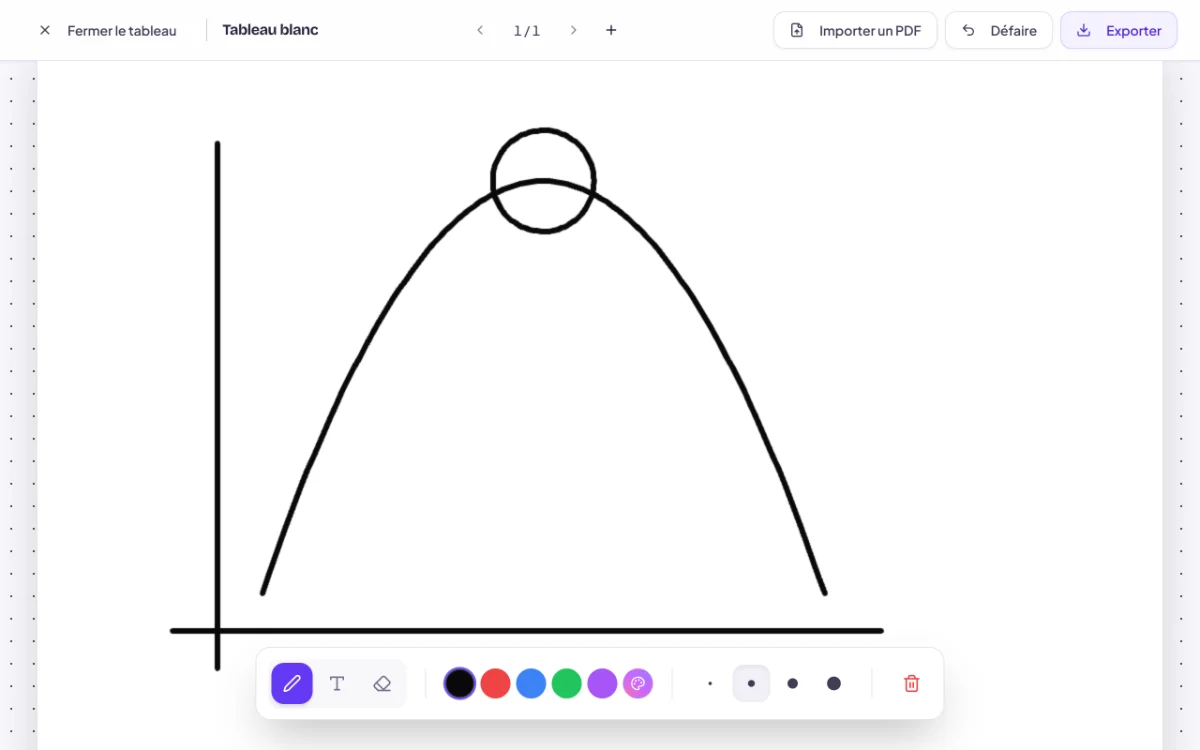 Fermer le tableau
Tableau blanc
1/1
Importer un PDF
Défaire
Exporter
T